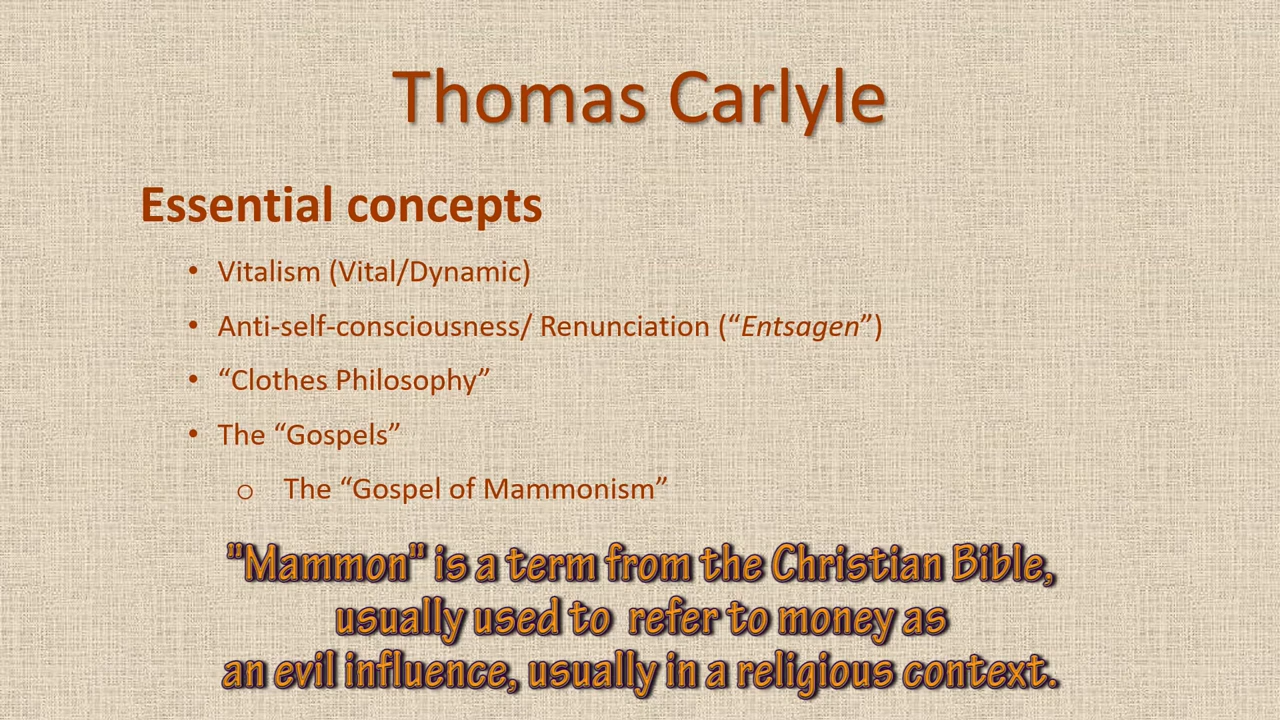 Thomas Carlyle
Essential concepts
• Vitalism (Vital/Dynamic)
• Anti-self-consciousness/ Renunciation (“Entsagen”)
• “Clothes Philosophy”
• The “Gospels”
o The “Gospel of Mammonism”
"Mammon" is a term from the Christian Bible,
usually used to  refer to money as
an evil influence, usually in a religious context.